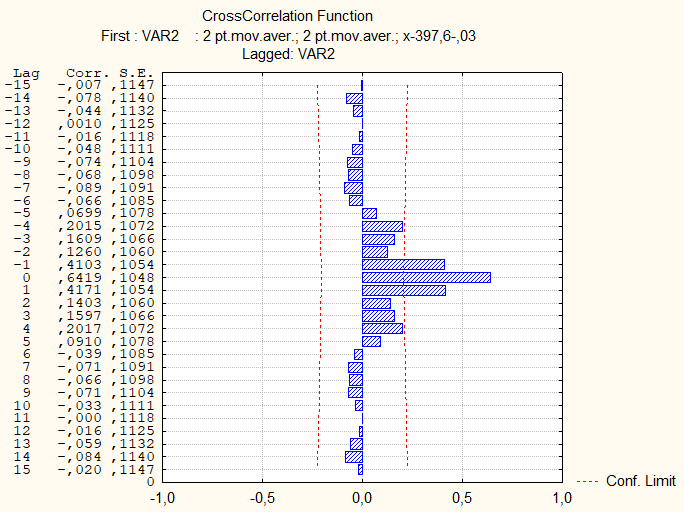 CrossCorrelation Function
First : VAR2    : 2 pt.mov.aver.; 2 pt.mov.aver.; x-397,6-,03
Lagged: VAR2
Lag Corr. S.E.
-15 -,007 ,1147
-14 -,078 ,1140
-13 -,044 ,1132
-12 ,0010 ,1125
-11 -,016 ,1118
-10 -,048 ,1111
-9 -,074 ,1104
-8 -,068 ,1098
-7 -,089 ,1091
-6 -,066 ,1085
-5 ,0699 ,1078
-4 ,2015 ,1072
-3 ,1609 ,1066
-2 ,1260 ,1060
-1 ,4103 ,1054
0 ,6419 ,1048
1 ,4171 ,1054
2 ,1403 ,1060
3 ,1597 ,1066
4 ,2017 ,1072
5 ,0910 ,1078
6 -,039 ,1085
7 -,071 ,1091
8 -,066 ,1098
9 -,071 ,1104
10 -,033 ,1111
11 -,000 ,1118
12 -,016 ,1125
13 -,059 ,1132
14 -,084 ,1140
15 -,020 ,1147
0
-1,0 -0,5 0,0 0,5 1,0
Conf. Limit